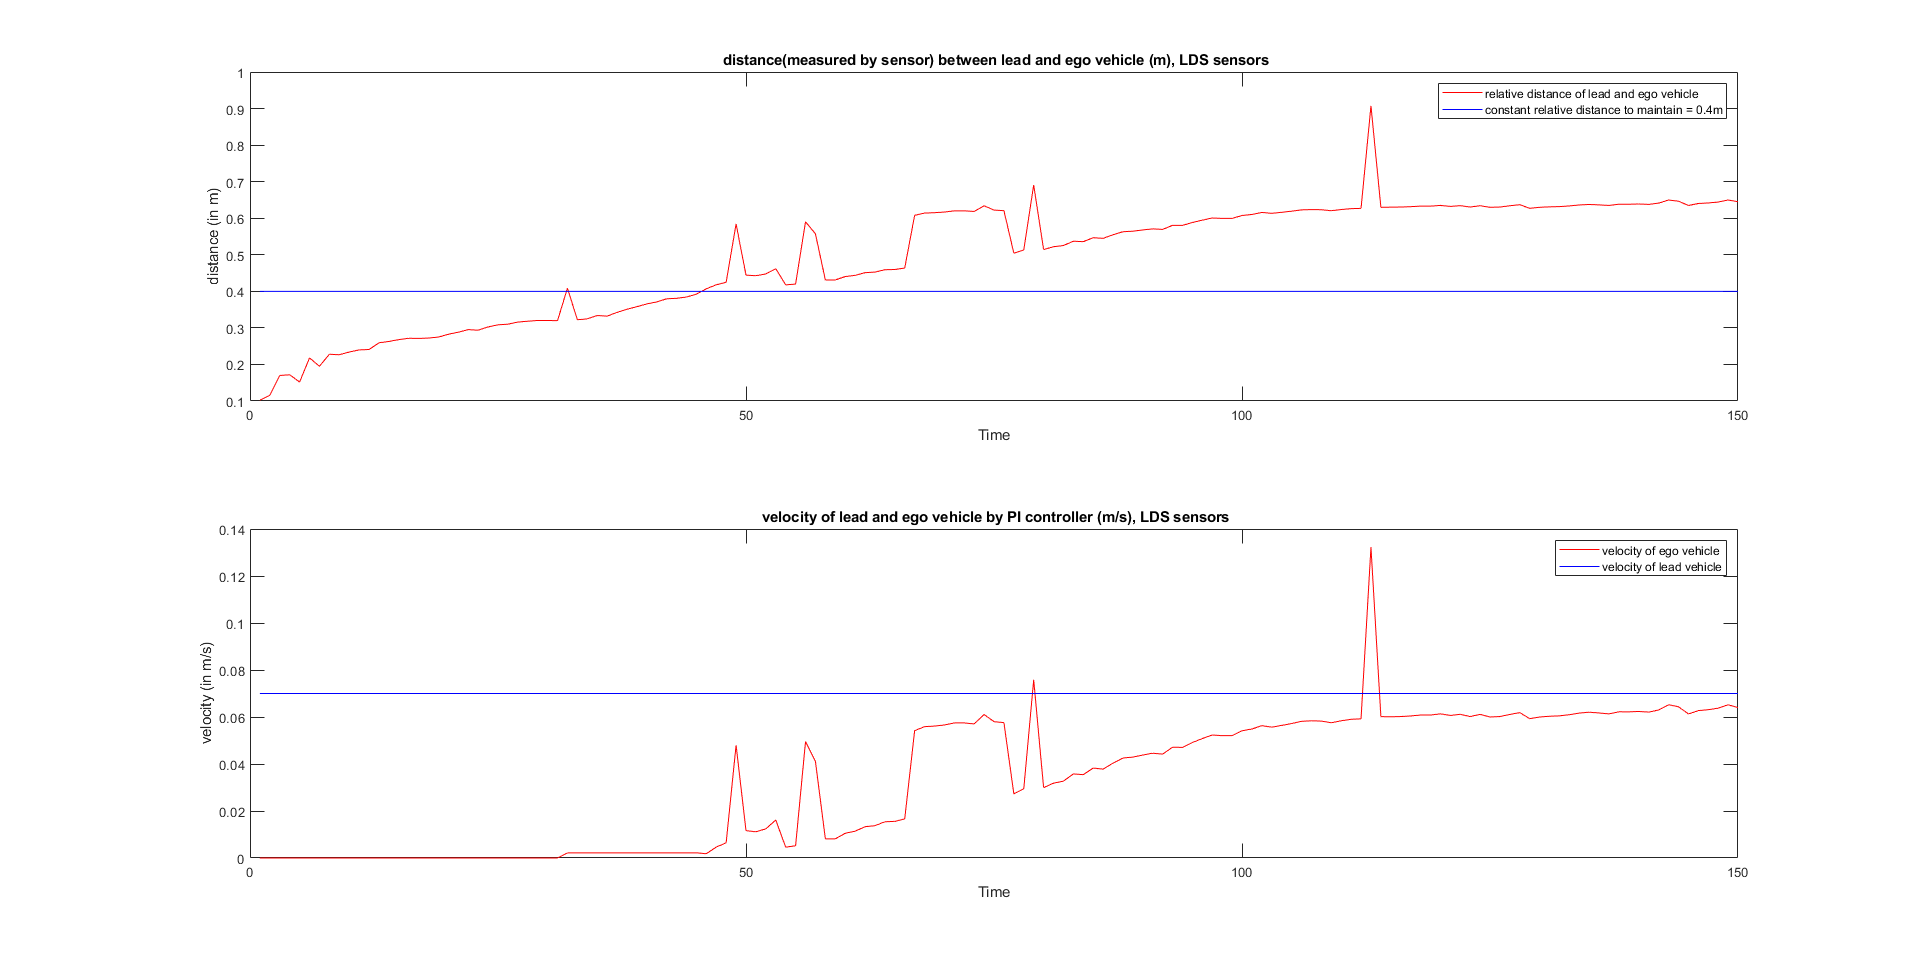 distance(measured by sensor) between lead and ego vehicle (m), LDS sensors
1
0.9
0.8
0.7
0.6
0.5
0.4
0.3
0.2
0.1
distance (in m)
relative distance of lead and ego vehicle
constant relative distance to maintain = 0.4m
0 50 100 150
Time
velocity of lead and ego vehicle by PI controller (m/s), LDS sensors
0.14
0.12
0.1
0.08
0.06
0.04
0.02
0
velocity (in m/s)
velocity of ego vehicle
velocity of lead vehicle
0 50 100 150
Time